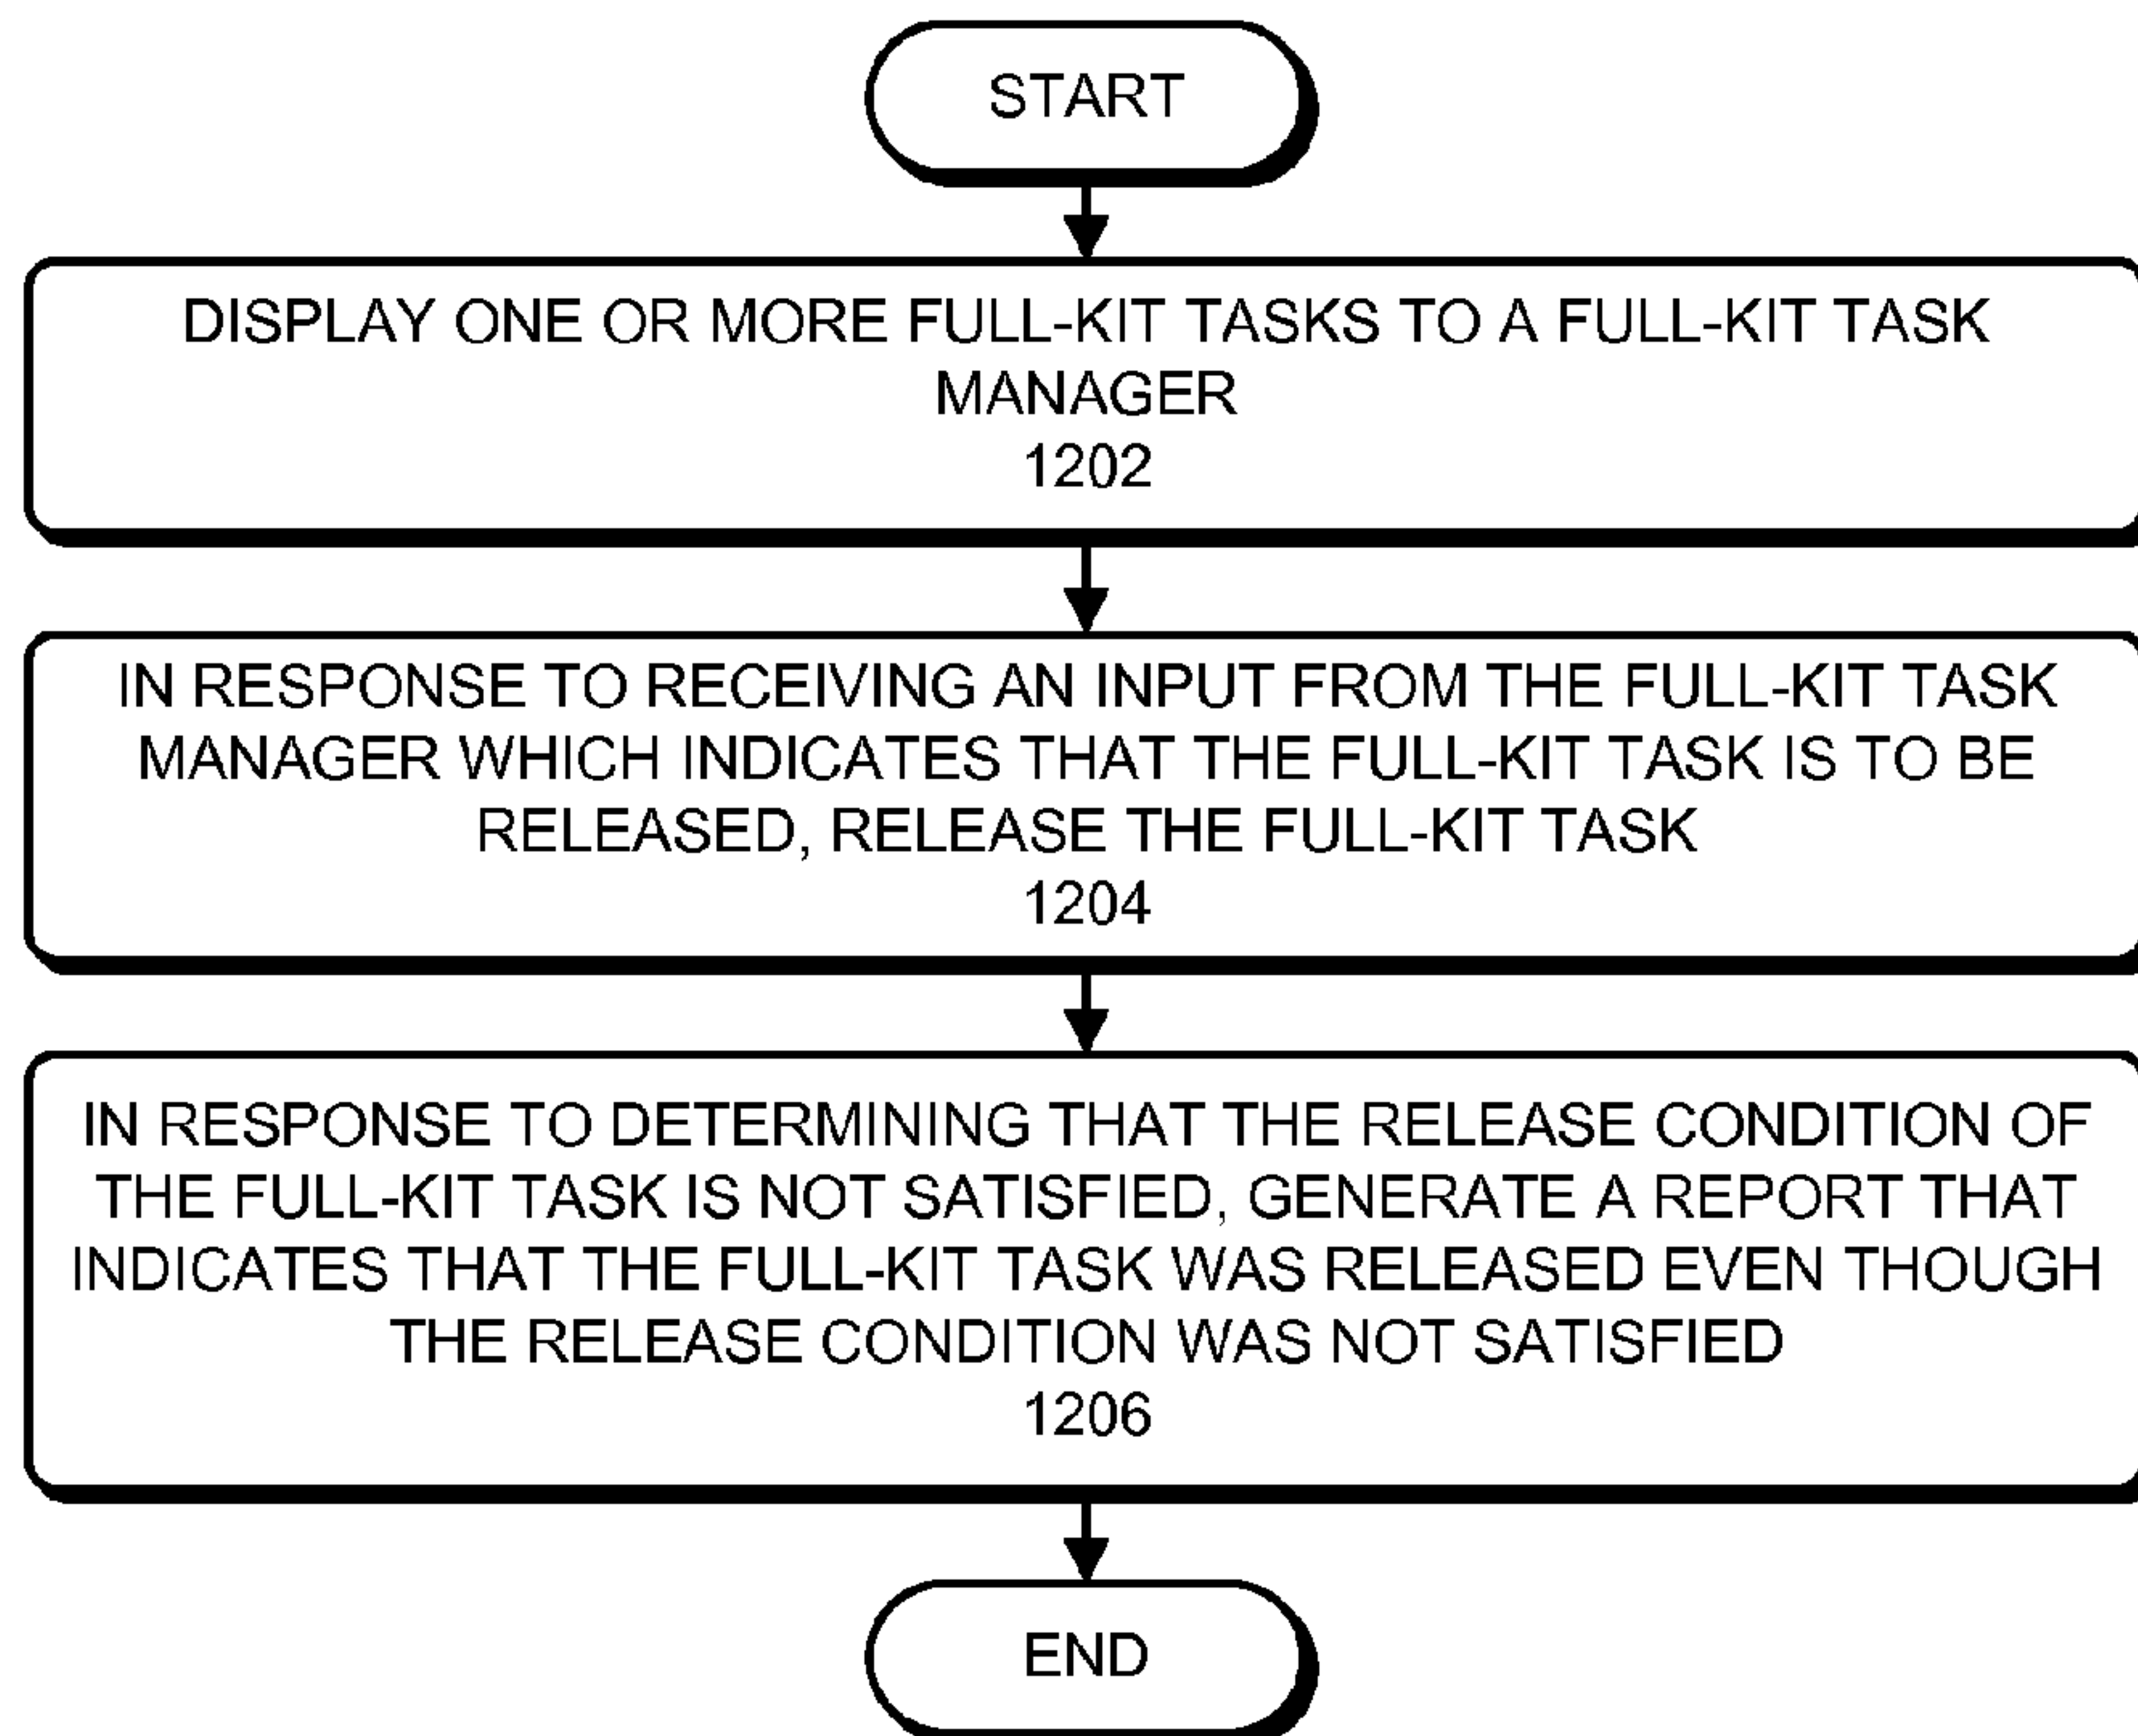 START
DISPLAY ONE OR MORE FULL-KIT TASKS TO A FULL-KIT TASK
MANAGER
1202
IN RESPONSE TO RECEIVING AN INPUT FROM THE FULL-KIT TASK
MANAGER WHICH INDICATES THAT THE FULL-KIT TASK IS TO BE
RELEASED, RELEASE THE FULL-KIT TASK
1204
IN RESPONSE TO DETERMINING THAT THE RELEASE CONDITION OF
THE FULL-KIT TASK IS NOT SATISFIED, GENERATE A REPORT THAT
INDICATES THAT THE FULL-KIT TASK WAS RELEASED EVEN THOUGH
THE RELEASE CONDITION WAS NOT SATISFIED
1206
END